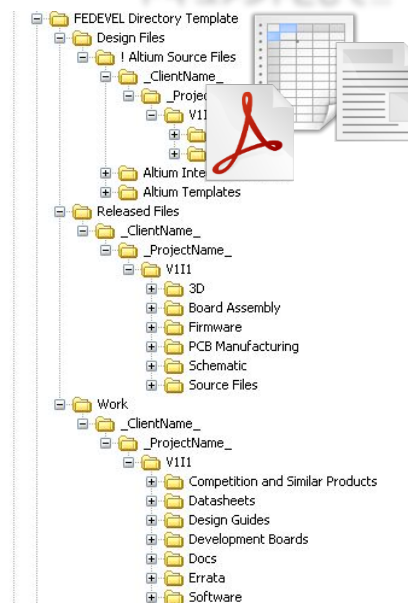 FEDEVEL Directory Template
Design Files
! Altium Source Files
_ClientName_
V1I
Altium
Altium Templates
Released Files
_ClientName_
_ProjectName_
V1I1
3D
Board Assembly
Firmware
PCB Manufacturing
Schematic
Source Files
Work
_ClientName_
_ProjectName_
V1I1
Competition and Similar Products
Datasheets
Design Guides
Development Boards
Docs
Errata
Software